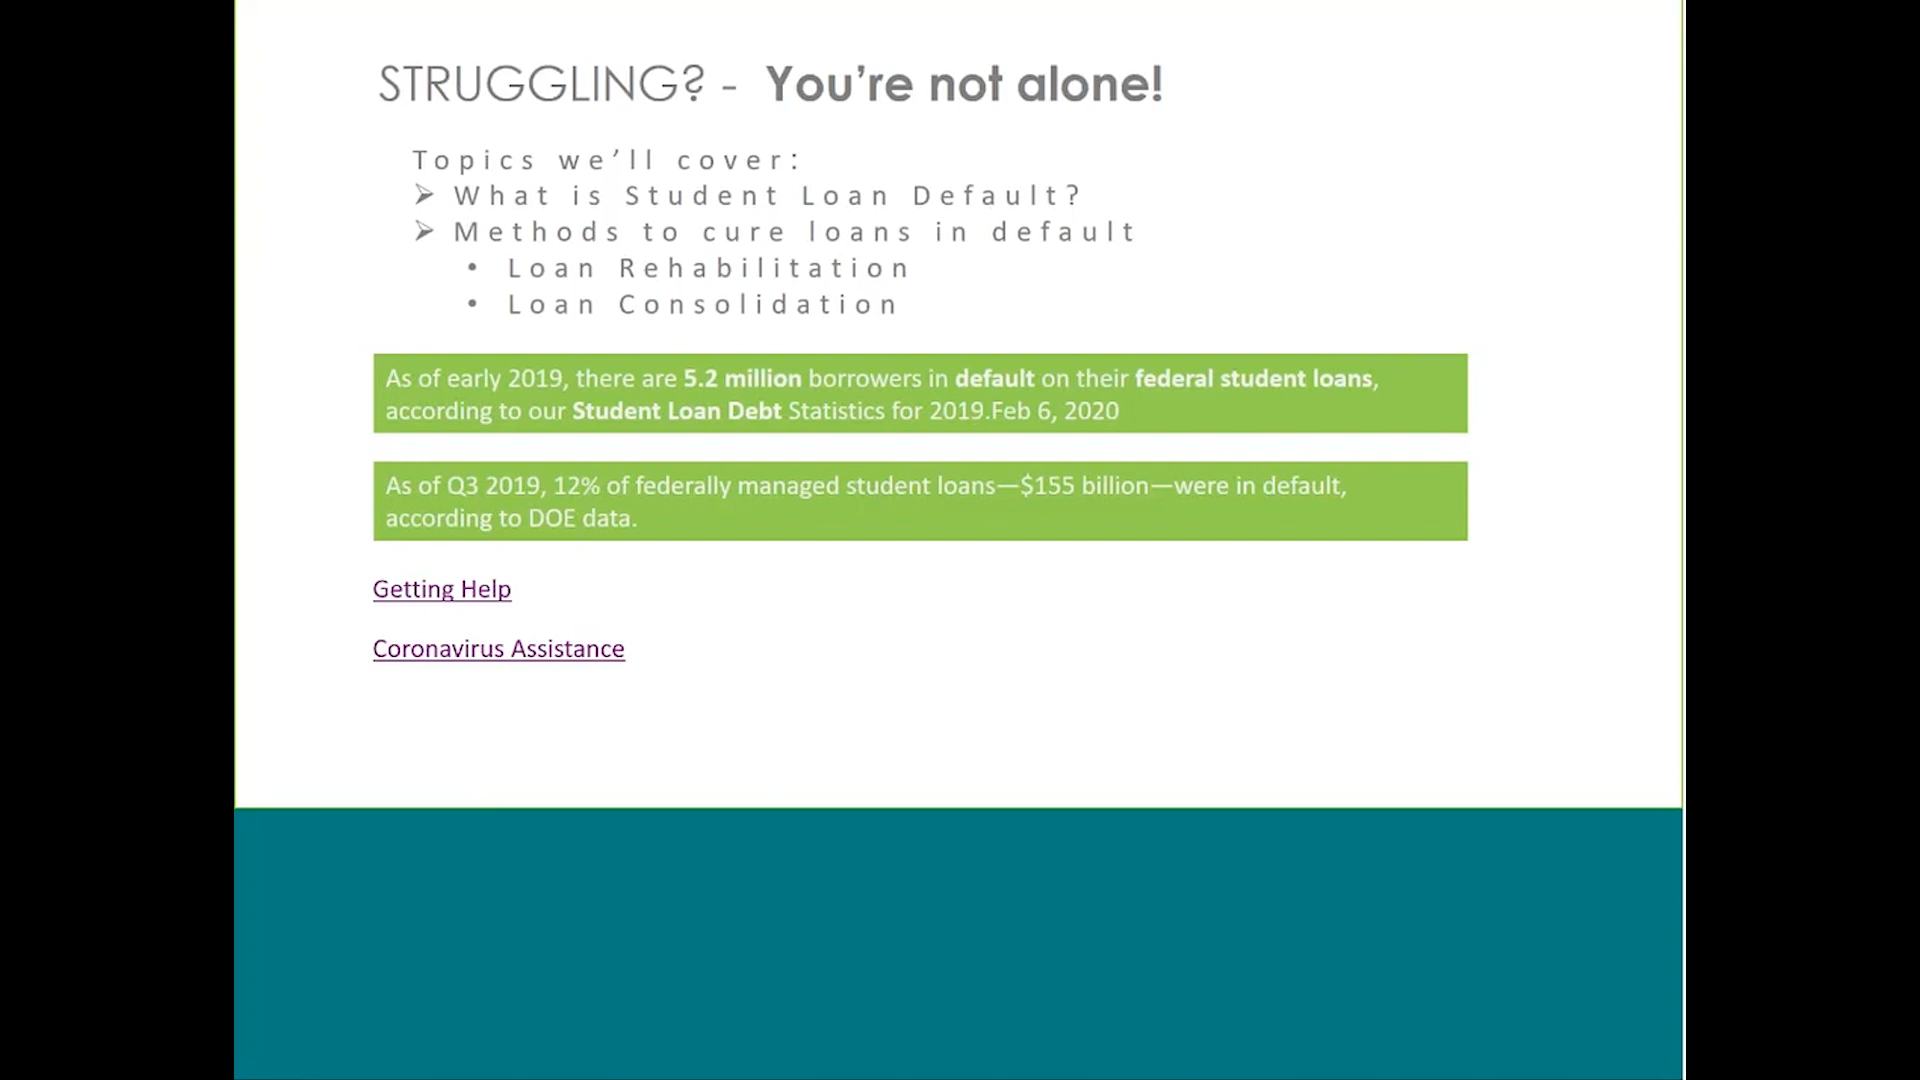 STRUGGLING? - You’re not alone!
Topics we’ll cover:
➢ What is Student Loan Default?
➢ Methods to cure loans in default
• Loan Rehabilitation
• Loan Consolidation
As of early 2019, there are 5.2 million borrowers in default on their federal student loans,
according to our Student Loan Debt Statistics for 2019.Feb 6, 2020
As of Q3 2019, 12% of federally managed student loans—$155 billion—were in default,
according to DOE data.
Getting Help
Coronavirus Assistance